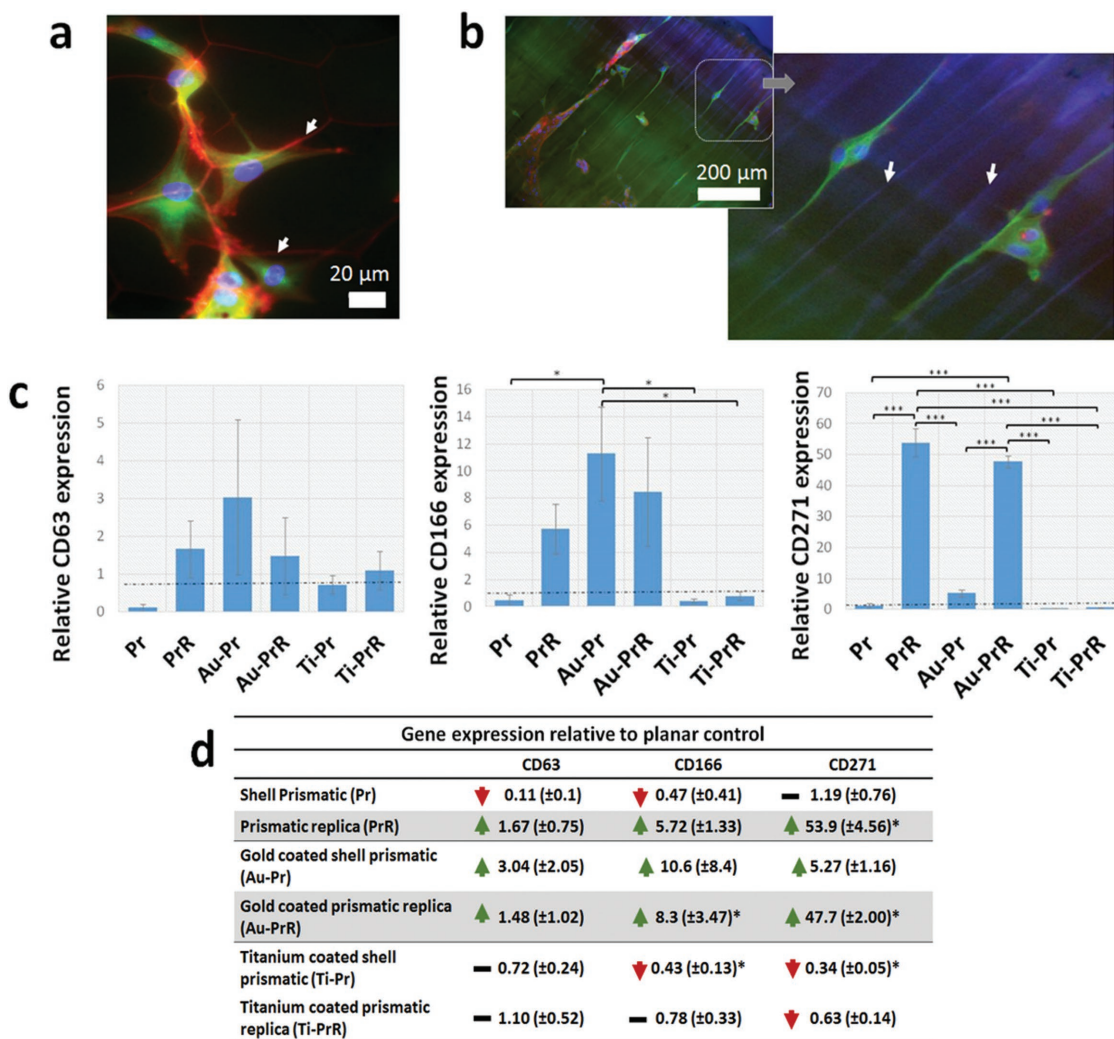 a
20 µm
b
200 µm
c
Relative CD63 expression
6
5
4
3
2
1
0
Pr
PrR
Au-Pr
Au-PrR
Ti-Pr
Ti-PrR
Relative CD166 expression
16
14
12
10
8
6
4
2
0
*
*
*
Pr
PrR
Au-Pr
Au-PrR
Ti-Pr
Ti-PrR
Relative CD271 expression
70
60
50
40
30
20
10
0
***
***
***
***
***
***
***
***
Pr
PrR
Au-Pr
Au-PrR
Ti-Pr
Ti-PrR
d
Gene expression relative to planar control
CD63 CD166 CD271
Shell Prismatic (Pr) 0.11 (±0.1) 0.47 (±0.41) 1.19 (±0.76)
Prismatic replica (PrR) 1.67 (±0.75) 5.72 (±1.33) 53.9 (±4.56)*
Gold coated shell prismatic
(Au-Pr) 3.04 (±2.05) 10.6 (±8.4) 5.27 (±1.16)
Gold coated prismatic replica
(Au-PrR) 1.48 (±1.02) 8.3 (±3.47)* 47.7 (±2.00)*
Titanium coated shell
prismatic (Ti-Pr) 0.72 (±0.24) 0.43 (±0.13)* 0.34 (±0.05)*
Titanium coated prismatic
replica (Ti-PrR) 1.10 (±0.52) 0.78 (±0.33) 0.63 (±0.14)